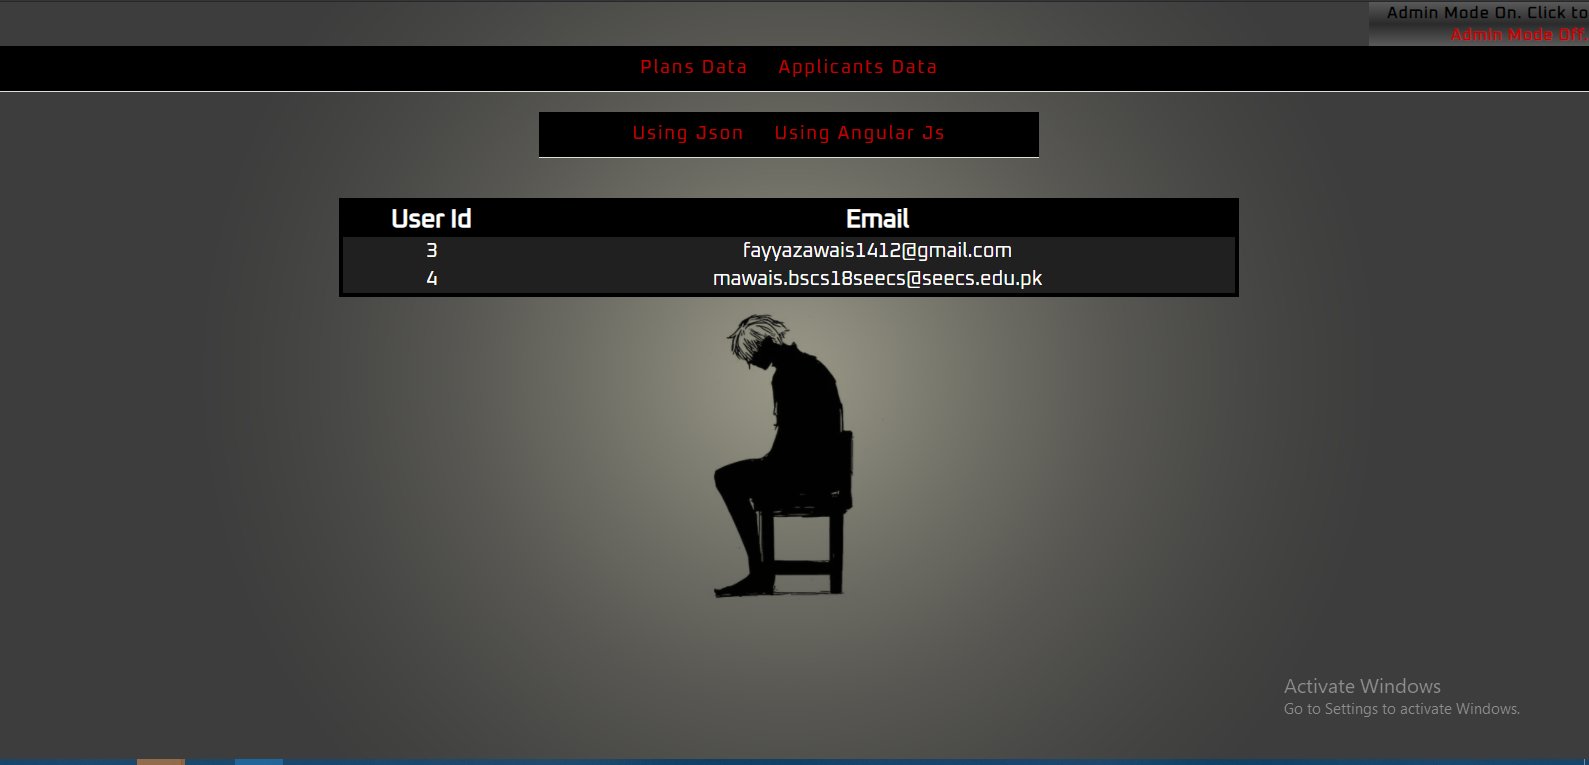 Admin Mode On. Click to
Admin Mode Off.
Plans Data Applicants Data
Using Json Using Angular Js
User Id Email
3 fayyazawais1412@gmail.com
4 mawais.bscs18seecs@seecs.edu.pk
Activate Windows
Go to Settings to activate Windows.